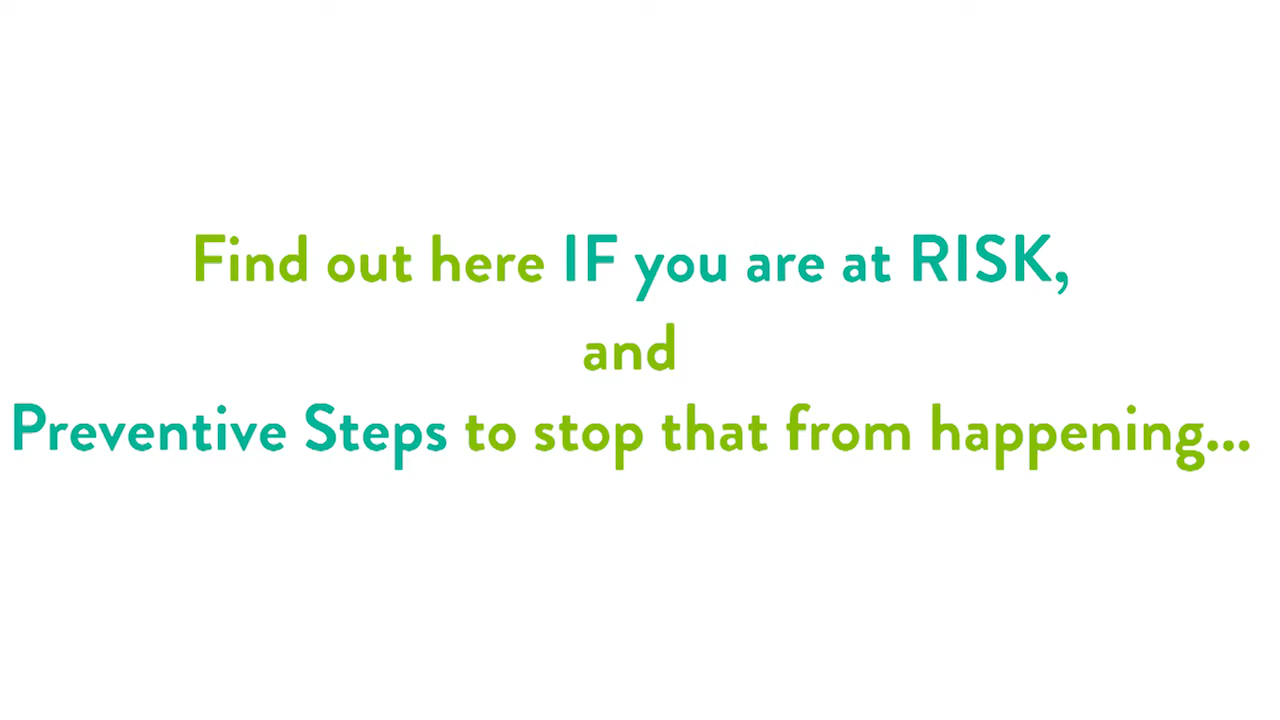 Find out here IF you are at RISK,
and
Preventive Steps to stop that from happening...